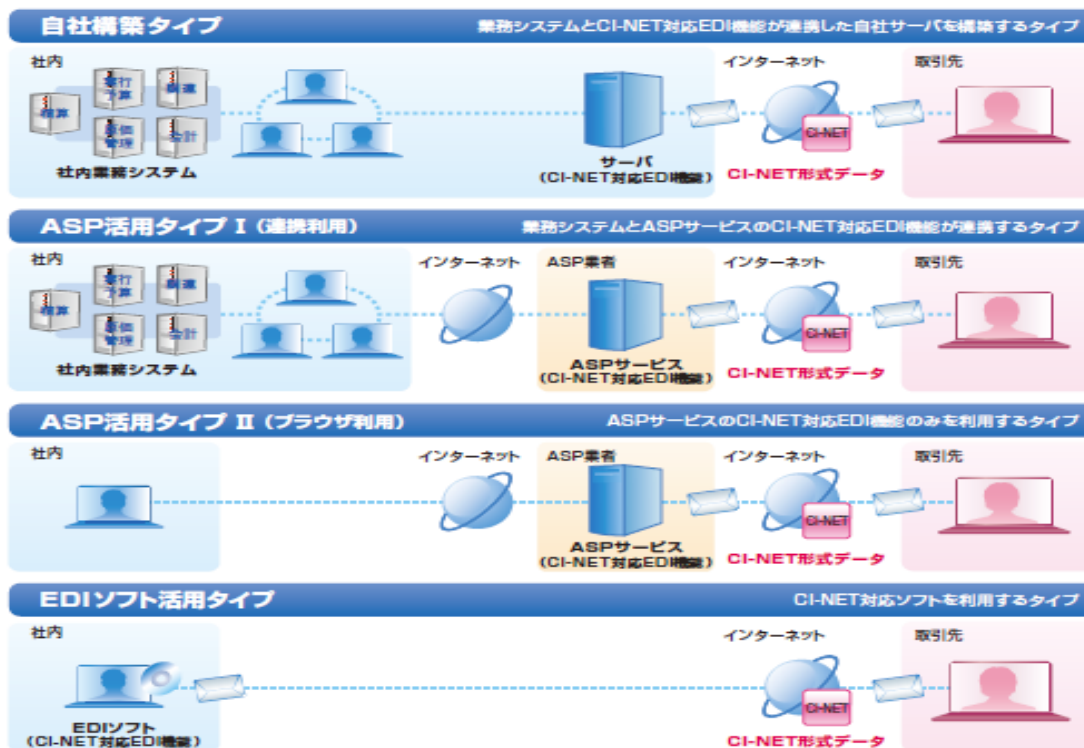 自社構築タイプ
業務システムとCI-NET対応EDI機能が連携した自社サーバを構築するタイプ
社内
インターネット
取引先
積算
実行
予算
調達
原価
管理
会計
CI-NET
社内業務システム
サーバ
(CI-NET対応EDI機能)
CI-NET形式データ
ASP活用タイプ I (連携利用)
業務システムとASPサービスのCI-NET対応EDI機能が連携するタイプ
社内
インターネット
ASP業者
インターネット
取引先
積算
実行
予算
調達
原価
管理
会計
CI-NET
社内業務システム
ASPサービス
(CI-NET対応EDI機能)
CI-NET形式データ
ASP活用タイプ II (ブラウザ利用)
ASPサービスのCI-NET対応EDI機能のみを利用するタイプ
社内
インターネット
ASP業者
インターネット
取引先
CI-NET
ASPサービス
(CI-NET対応EDI機能)
CI-NET形式データ
EDIソフト活用タイプ
CI-NET対応ソフトを利用するタイプ
社内
インターネット
取引先
CI-NET
EDIソフト
(CI-NET対応EDI機能)
CI-NET形式データ